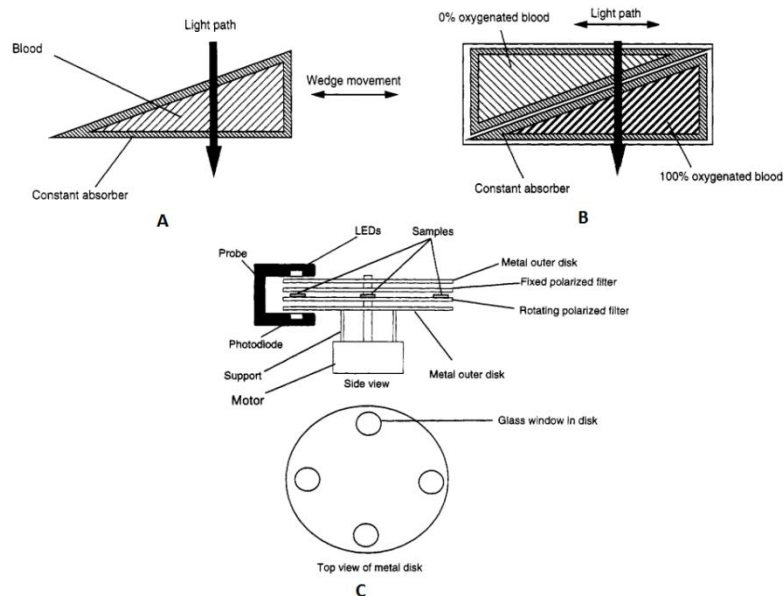 Light path
Blood
Wedge movement
Constant absorber
A
0% oxygenated blood
Light path
Constant absorber
100% oxygenated blood
B
LEDs
Samples
Probe
Metal outer disk
Fixed polarized filter
Rotating polarized filter
Photodiode
Support
Metal outer disk
Side view
Motor
Glass window in disk
Top view of metal disk
C